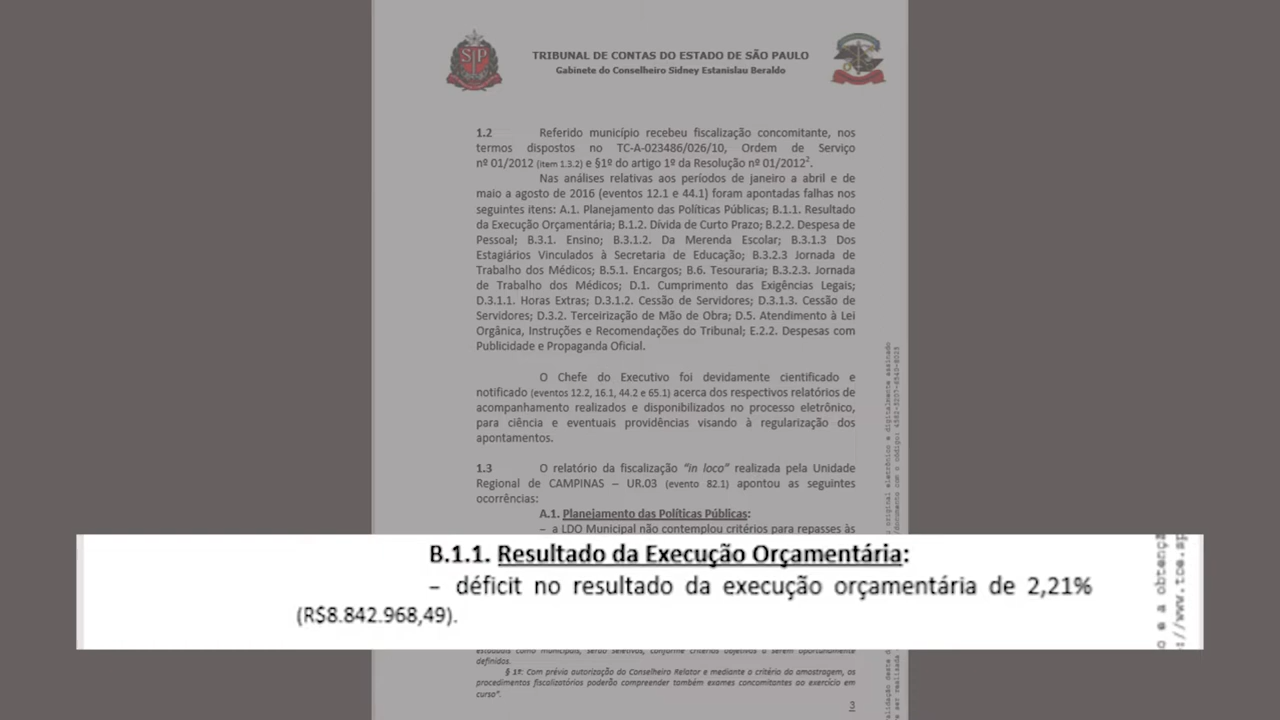 TRIBUNAL DE CONTAS DO ESTADO DE SÃO PAULO
Gabinete do Conselheiro Sidney Estanislau Beraldo
1.2 Referido município recebeu fiscalização concomitante, nos
termos dispostos no TC-A-023486/026/10, Ordem de Serviço
nº 01/2012 (item 1.3.2) e §1º do artigo 1º da Resolução nº 01/2012².
Nas análises relativas aos períodos de janeiro a abril e de
maio a agosto de 2016 (eventos 12.1 e 44.1) foram apontadas falhas nos
seguintes itens: A.1. Planejamento das Políticas Públicas; B.1.1. Resultado
da Execução Orçamentária; B.1.2. Dívida de Curto Prazo; B.2.2. Despesa de
Pessoal; B.3.1. Ensino; B.3.1.2. Da Merenda Escolar; B.3.1.3 Dos
Estagiários Vinculados à Secretaria de Educação; B.3.2.3 Jornada de
Trabalho dos Médicos; B.5.1. Encargos; B.6. Tesouraria; B.3.2.3. Jornada
de Trabalho dos Médicos; D.1. Cumprimento das Exigências Legais;
D.3.1.1. Horas Extras; D.3.1.2. Cessão de Servidores; D.3.1.3. Cessão de
Servidores; D.3.2. Terceirização de Mão de Obra; D.5. Atendimento à Lei
Orgânica, Instruções e Recomendações do Tribunal; E.2.2. Despesas com
Publicidade e Propaganda Oficial.
O Chefe do Executivo foi devidamente cientificado e
notificado (eventos 12.2, 16.1, 44.2 e 65.1) acerca dos respectivos relatórios de
acompanhamento realizados e disponibilizados no processo eletrônico,
para ciência e eventuais providências visando à regularização dos
apontamentos.
1.3 O relatório da fiscalização “in loco” realizada pela Unidade
Regional de CAMPINAS – UR.03 (evento 82.1) apontou as seguintes
ocorrências:
A.1. Planejamento das Políticas Públicas:
– a LDO Municipal não contemplou critérios para repasses às
B.1.1. Resultado da Execução Orçamentária:
– déficit no resultado da execução orçamentária de 2,21%
(R$8.842.968,49).
estaduais como municipais, serão seletivas, conforme critérios objetivos a serem oportunamente
definidos.
§ 1º: Com prévia autorização do Conselheiro Relator e mediante o critério da amostragem, os
procedimentos fiscalizatórios poderão compreender também exames concomitantes ao exercício em
curso”.
3